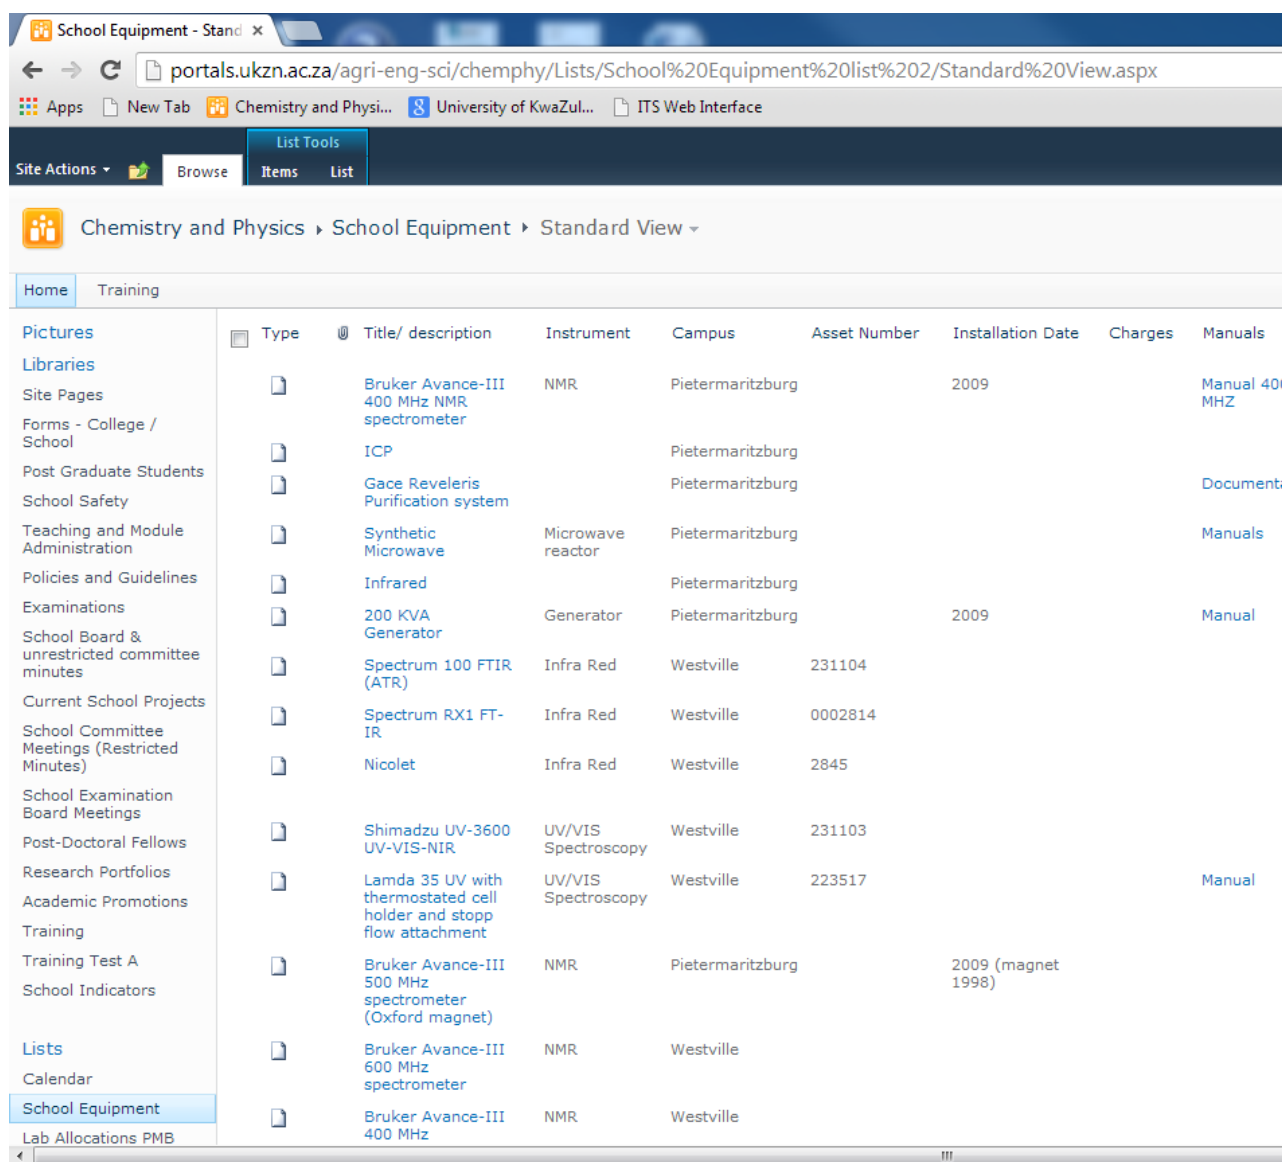 School Equipment - Stand
portals.ukzn.ac.za/agri-eng-sci/chemphy/Lists/School%20Equipment%20list%202/Standard%20View.aspx
Apps New Tab Chemistry and Physi... University of KwaZul... ITS Web Interface
List Tools
Site Actions Browse Items List
Chemistry and Physics School Equipment Standard View
Home Training
Pictures
Libraries
Site Pages
Forms - College /
School
Post Graduate Students
School Safety
Teaching and Module
Administration
Policies and Guidelines
Examinations
School Board &
unrestricted committee
minutes
Current School Projects
School Committee
Meetings (Restricted
Minutes)
School Examination
Board Meetings
Post-Doctoral Fellows
Research Portfolios
Academic Promotions
Training
Training Test A
School Indicators
Lists
Calendar
School Equipment
Lab Allocations PMB
Type Title/ description Instrument Campus Asset Number Installation Date Charges Manuals
Bruker Avance-III NMR Pietermaritzburg 2009 Manual 400
400 MHz NMR MHZ
spectrometer
ICP Pietermaritzburg
Gace Reveleris Pietermaritzburg Documenta
Purification system
Synthetic Microwave Pietermaritzburg Manuals
Microwave reactor
Infrared Pietermaritzburg
200 KVA Generator Pietermaritzburg 2009 Manual
Generator
Spectrum 100 FTIR Infra Red Westville 231104
(ATR)
Spectrum RX1 FT- Infra Red Westville 0002814
IR
Nicolet Infra Red Westville 2845
Shimadzu UV-3600 UV/VIS Westville 231103
UV-VIS-NIR Spectroscopy
Lamda 35 UV with UV/VIS Westville 223517 Manual
thermostated cell Spectroscopy
holder and stopp
flow attachment
Bruker Avance-III NMR Pietermaritzburg 2009 (magnet
500 MHz 1998)
spectrometer
(Oxford magnet)
Bruker Avance-III NMR Westville
600 MHz
spectrometer
Bruker Avance-III NMR Westville
400 MHz